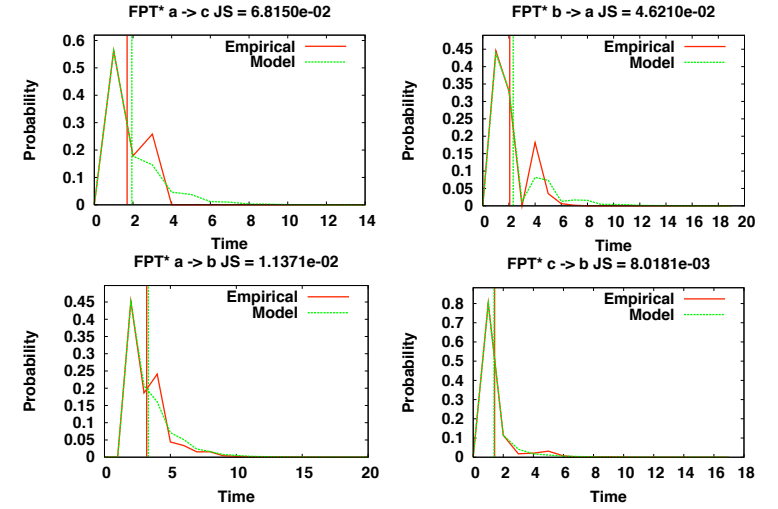 FPT* a -> c JS = 6.8150e-02
Probability
0.6
0.5
0.4
0.3
0.2
0.1
0
Empirical
Model
0 2 4 6 8 10 12 14
Time
FPT* b -> a JS = 4.6210e-02
Probability
0.45
0.4
0.35
0.3
0.25
0.2
0.15
0.1
0.05
0
Empirical
Model
0 2 4 6 8 10 12 14 16 18 20
Time
FPT* a -> b JS = 1.1371e-02
Probability
0.45
0.4
0.35
0.3
0.25
0.2
0.15
0.1
0.05
0
Empirical
Model
0 5 10 15 20
Time
FPT* c -> b JS = 8.0181e-03
Probability
0.8
0.7
0.6
0.5
0.4
0.3
0.2
0.1
0
Empirical
Model
0 2 4 6 8 10 12 14 16 18
Time